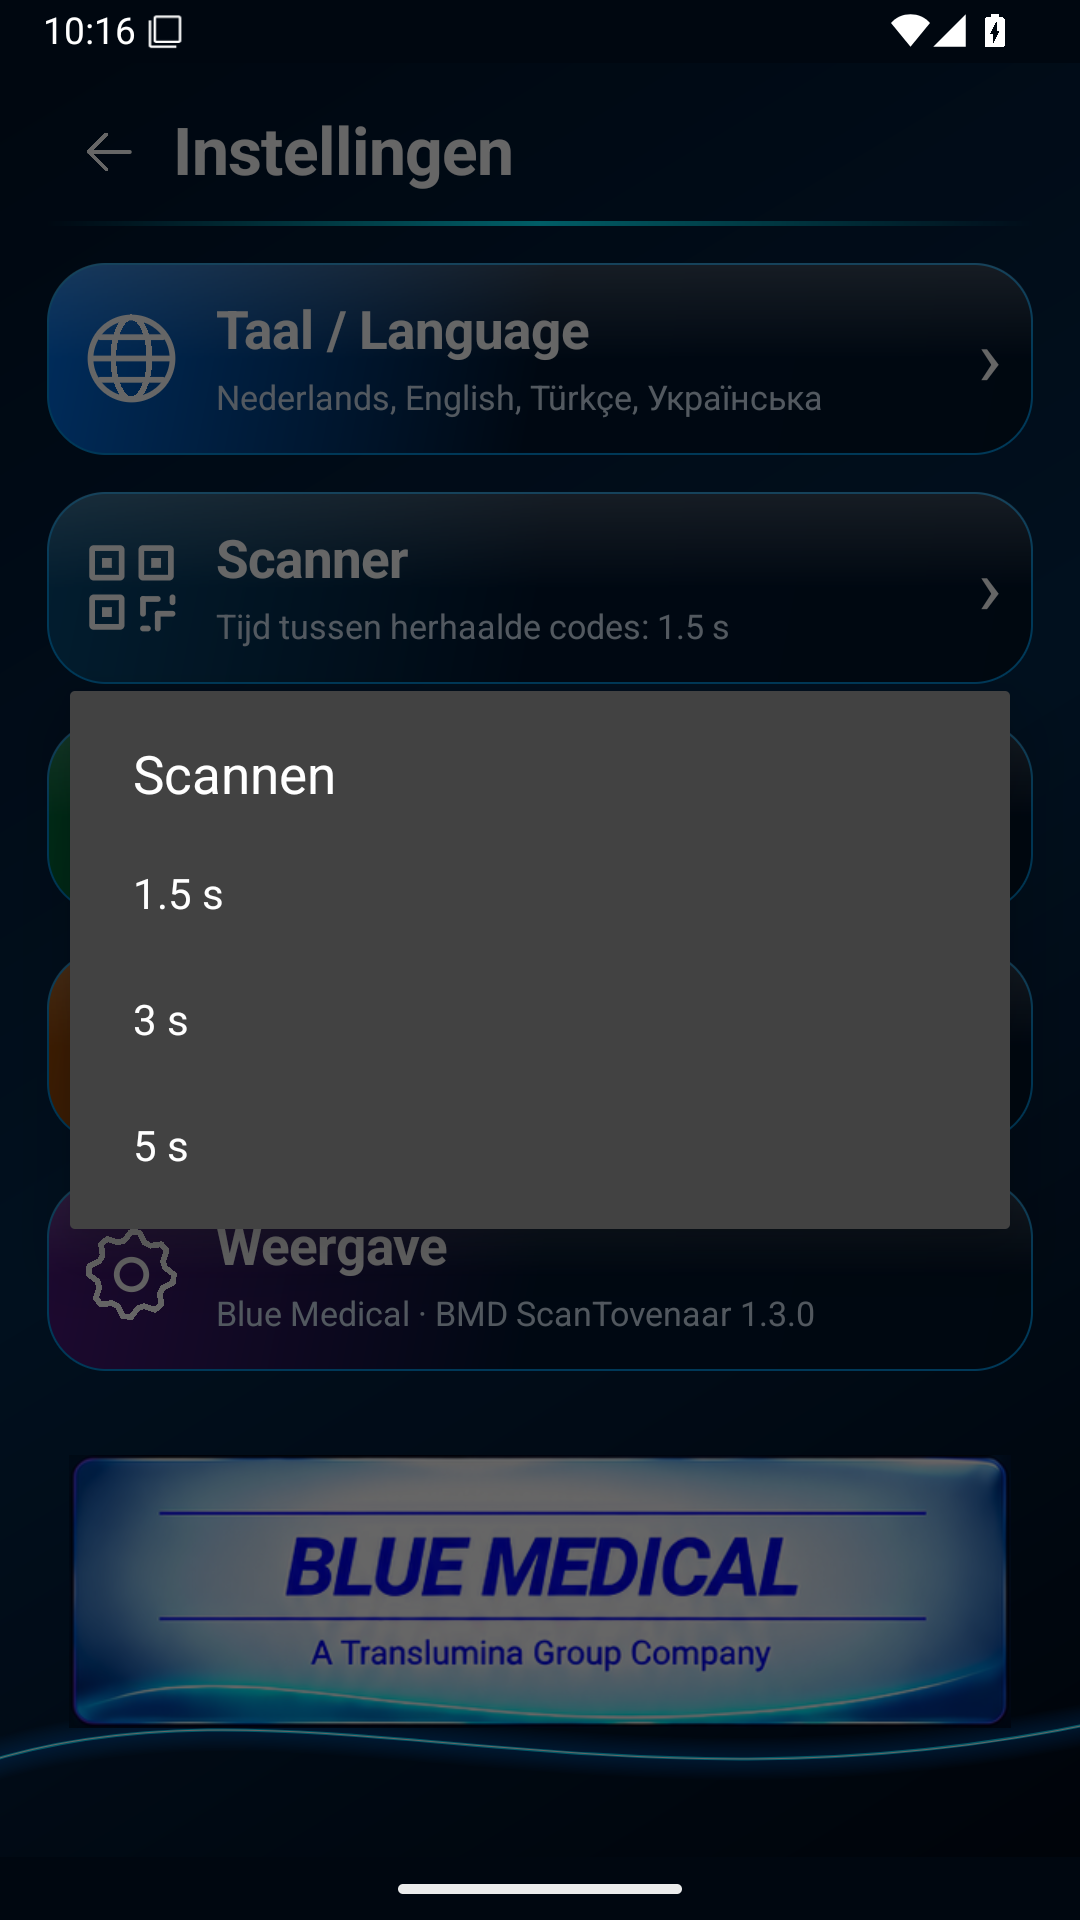 10:16
Instellingen
Taal / Language
Nederlands, English, Türkçe, Українська
Scanner
Tijd tussen herhaalde codes: 1.5 s
Scannen
1.5 s
3 s
5 s
Weergave
Blue Medical · BMD ScanTovenaar 1.3.0
BLUE MEDICAL
A Translumina Group Company